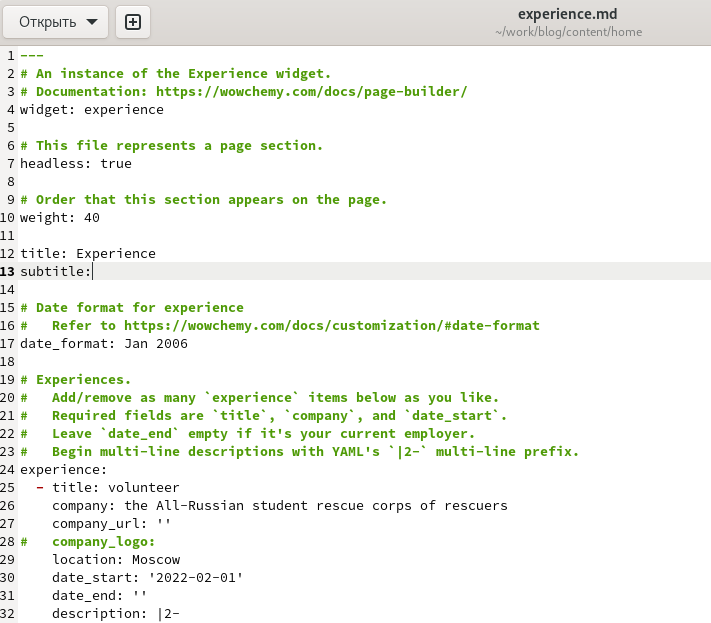 Открыть
experience.md
~/work/blog/content/home
1 ---
2 # An instance of the Experience widget.
3 # Documentation: https://wowchemy.com/docs/page-builder/
4 widget: experience
5
6 # This file represents a page section.
7 headless: true
8
9 # Order that this section appears on the page.
10 weight: 40
11
12 title: Experience
13 subtitle:
14
15 # Date format for experience
16 #   Refer to https://wowchemy.com/docs/customization/#date-format
17 date_format: Jan 2006
18
19 # Experiences.
20 #   Add/remove as many `experience` items below as you like.
21 #   Required fields are `title`, `company`, and `date_start`.
22 #   Leave `date_end` empty if it's your current employer.
23 #   Begin multi-line descriptions with YAML's `|2-` multi-line prefix.
24 experience:
25   - title: volunteer
26     company: the All-Russian student rescue corps of rescuers
27     company_url: ''
28 #   company_logo:
29     location: Moscow
30     date_start: '2022-02-01'
31     date_end: ''
32     description: |2-